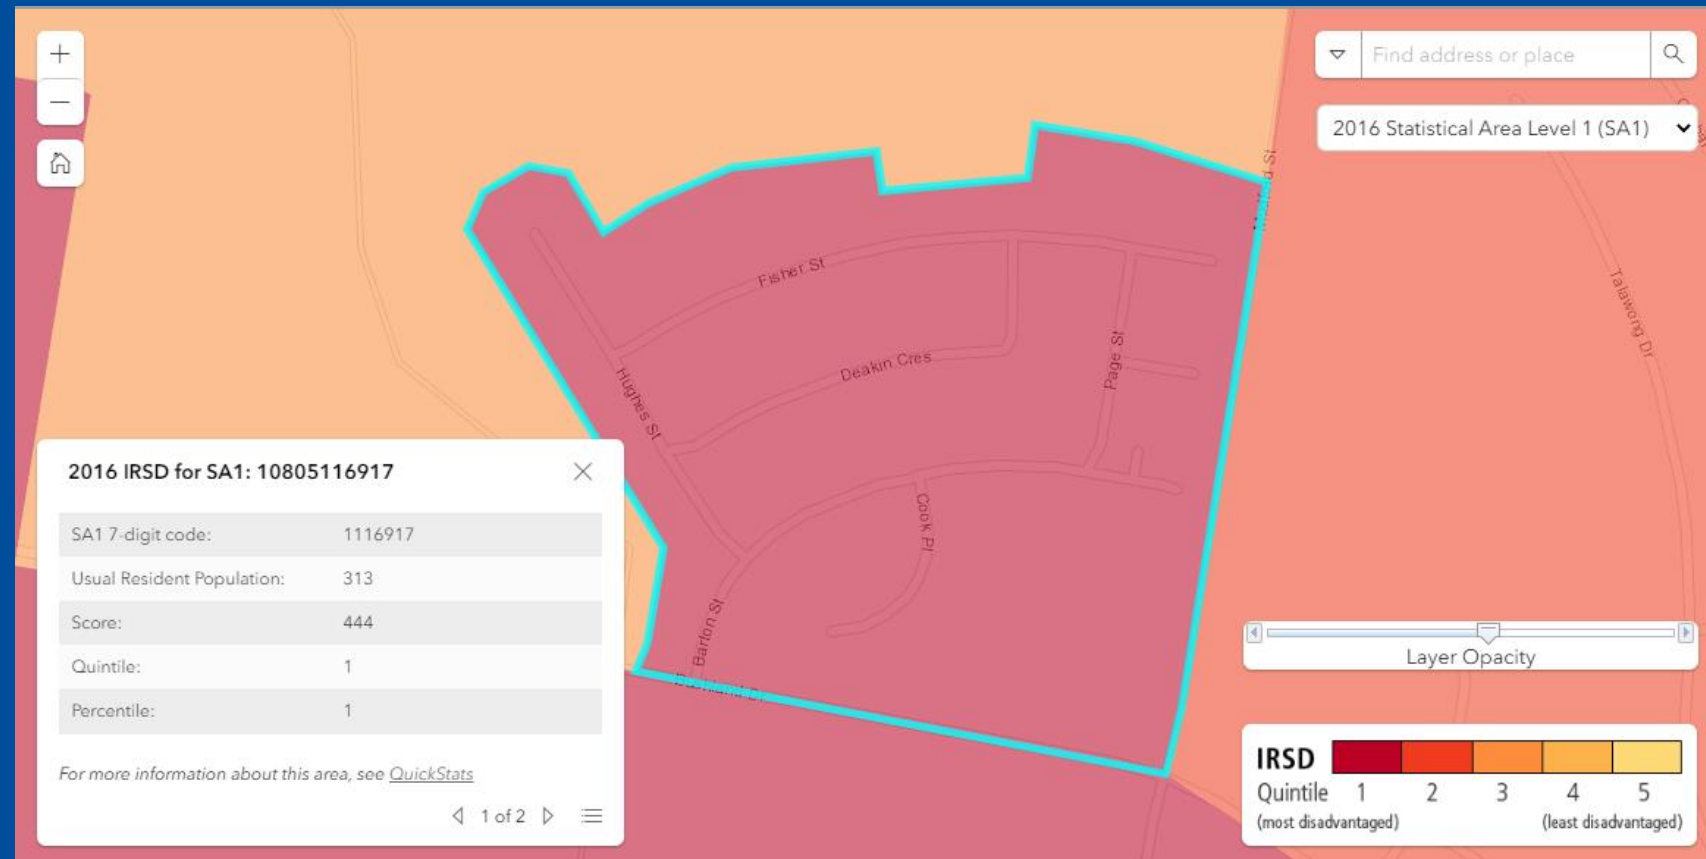 +
Find address or place
−
2016 Statistical Area Level 1 (SA1)
Fisher St
Talawong Dr
Page St
Deakin Cres
Hughes St
2016 IRSD for SA1: 10805116917
Cook Pl
SA1 7-digit code: 1116917
Usual Resident Population: 313
Score: 444
Barton St
Quintile: 1
Layer Opacity
Percentile: 1
For more information about this area, see QuickStats
1 of 2
IRSD
Quintile 1 2 3 4 5
(most disadvantaged) (least disadvantaged)